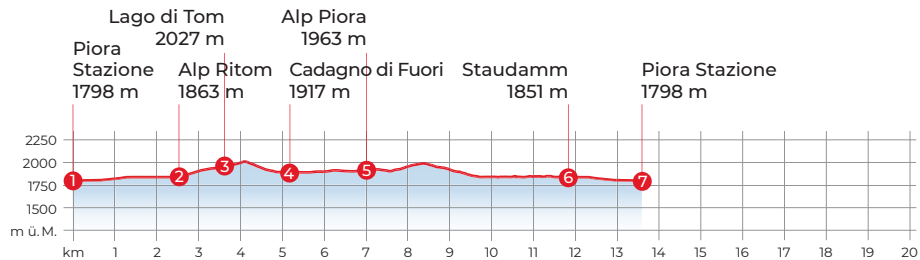 Lago di Tom
2027 m
Alp Piora
1963 m
Piora
Stazione
1798 m
Alp Ritom
1863 m
Cadagno di Fuori
1917 m
Staudamm
1851 m
Piora Stazione
1798 m
2250
2000
1750
1500
m ü. M.
1 2 3 4 5 6 7
km 1 2 3 4 5 6 7 8 9 10 11 12 13 14 15 16 17 18 19 20